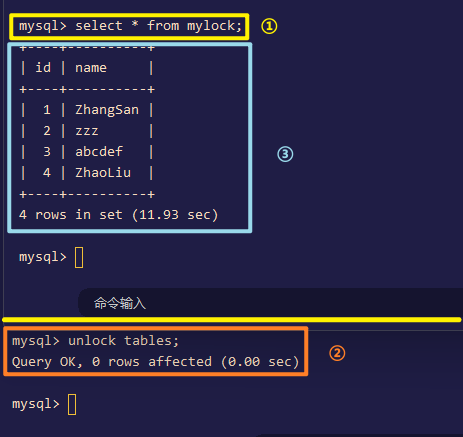 mysql> select * from mylock; ①
+----+----------+
| id | name     |
+----+----------+
|  1 | ZhangSan |
|  2 | zzz      |
|  3 | abcdef   |
|  4 | ZhaoLiu  |
+----+----------+
③
4 rows in set (11.93 sec)
mysql>
命令输入
mysql> unlock tables;
Query OK, 0 rows affected (0.00 sec) ②
mysql>